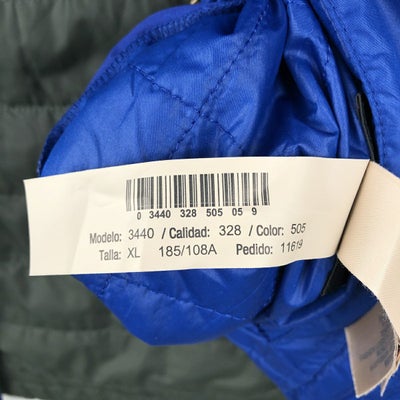 0 3440 328 505 05 9
Modelo: 3440 / Calidad: 328 / Color: 505
Talla: XL 185/108A Pedido: 11619